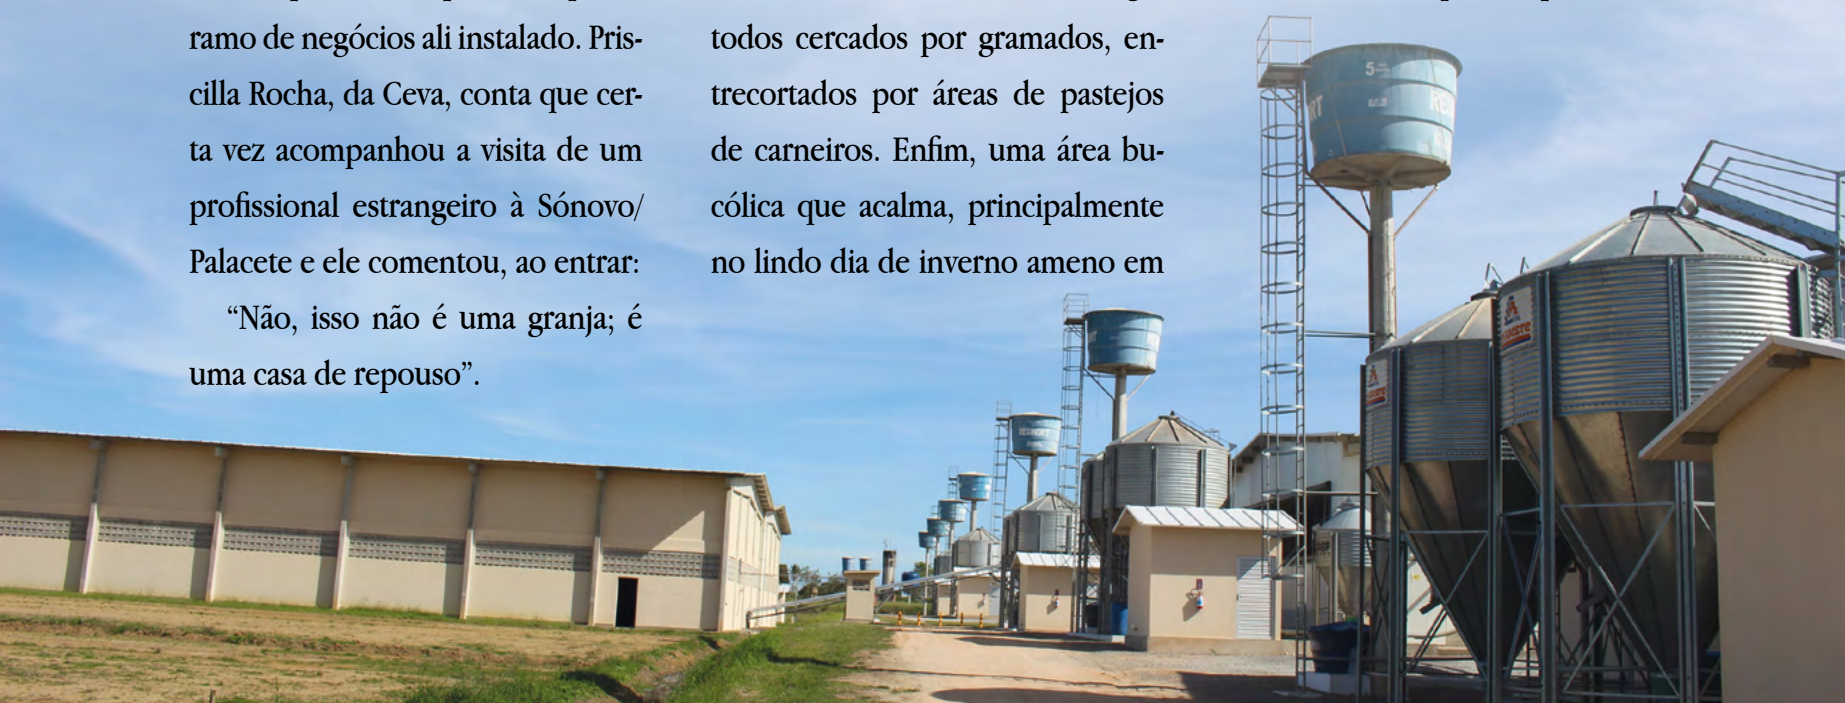 ramo de negócios ali instalado. Pris-
cilla Rocha, da Ceva, conta que cer-
ta vez acompanhou a visita de um
profissional estrangeiro à Sónovo/
Palacete e ele comentou, ao entrar:
“Não, isso não é uma granja; é
uma casa de repouso”.
todos cercados por gramados, en-
trecortados por áreas de pastejos
de carneiros. Enfim, uma área bu-
cólica que acalma, principalmente
no lindo dia de inverno ameno em